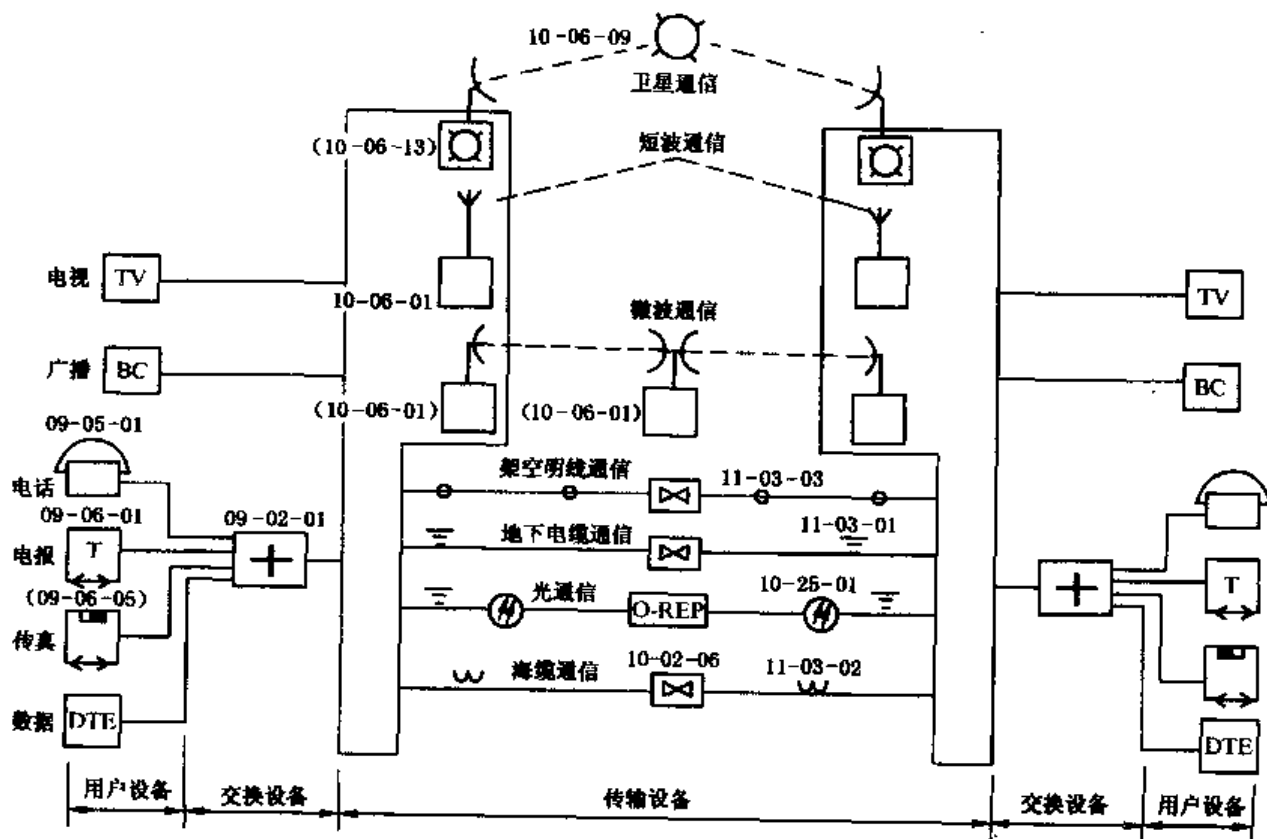 10-06-09
卫星通信
(10-06-13)
短波通信
电视 TV
10-06-01
TV
微波通信
广播 BC
BC
(10-06-01)
(10-06-01)
09-05-01
架空明线通信
11-03-03
电话
09-06-01
09-02-01
地下电缆通信
11-03-01
电报 T
T
(09-06-05)
光通信
O-REP
10-25-01
传真
海缆通信
10-02-06
11-03-02
数据 DTE
DTE
用户设备
交换设备
传输设备
交换设备
用户设备